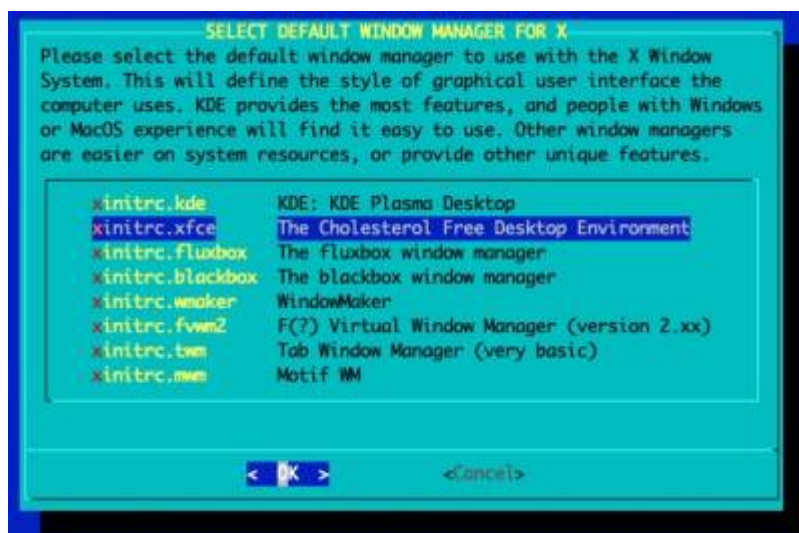 SELECT DEFAULT WINDOW MANAGER FOR X
Please select the default window manager to use with the X Window
System. This will define the style of graphical user interface the
computer uses. KDE provides the most features, and people with Windows
or MacOS experience will find it easy to use. Other window managers
are easier on system resources, or provide other unique features.
xinitrc.kde KDE: KDE Plasma Desktop
xinitrc.xfce The Cholesterol Free Desktop Environment
xinitrc.fluxbox The fluxbox window manager
xinitrc.blackbox The blackbox window manager
xinitrc.wmaker WindowMaker
xinitrc.fvwm2 F(?) Virtual Window Manager (version 2.xx)
xinitrc.twm Tab Window Manager (very basic)
xinitrc.mwm Motif WM
< OK > <Cancel>